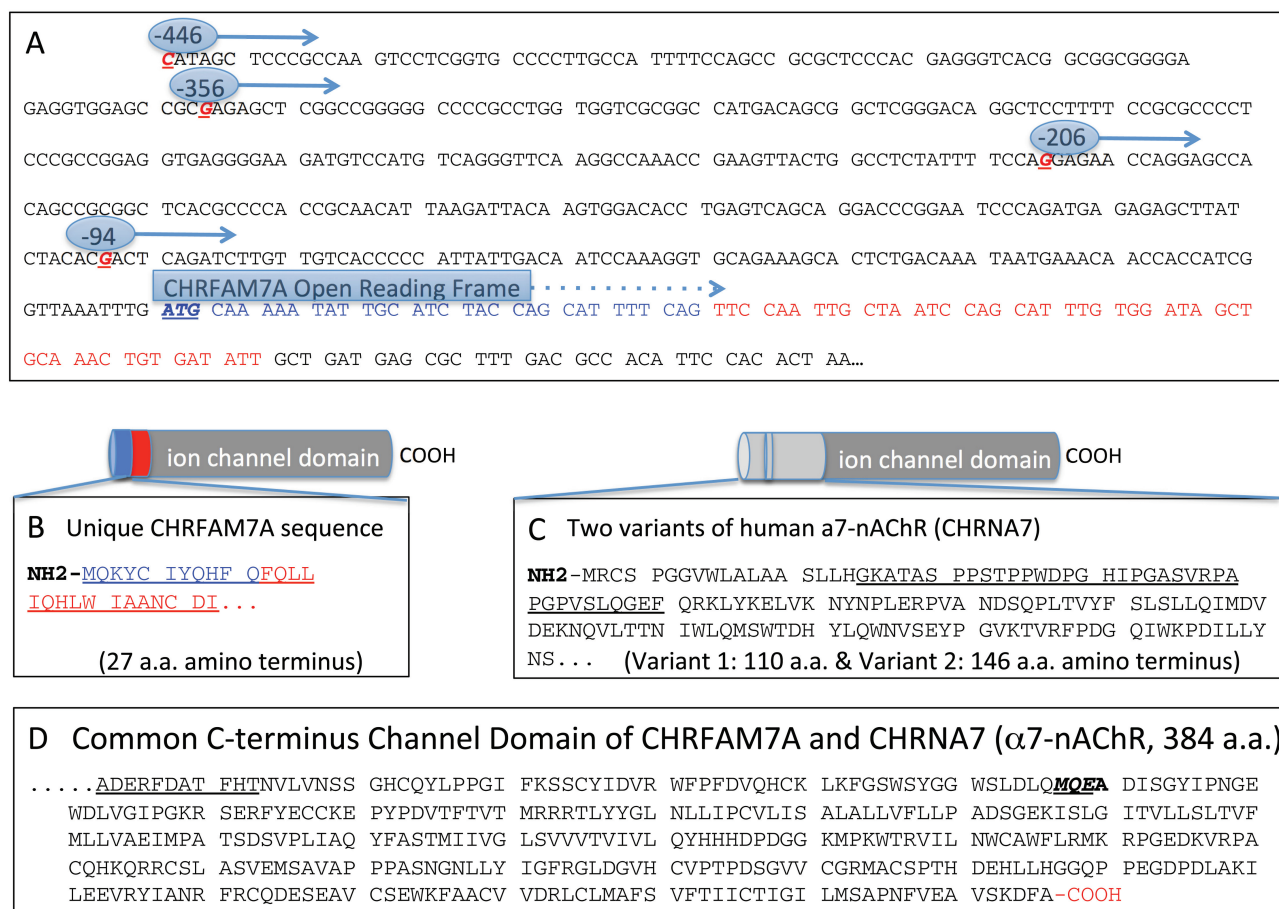 A
-446
CATAGC TCCCGCCAAG GTCCTCGGTG CCCCTTGCCA TTTTCCAGCC GCGCTCCCAC GAGGGTCACG GCGGCGGGGA
-356
GAGGTGGAGC CGCGAGAGCT CGGCCGGGGG CCCCGCCTGG TGGTCGCGGC CATGACAGCG GCTCGGGACA GGCTCCTTTT CCGCGCCCCT
-206
CCCGCCGGAG GTGAGGGGAA GATGTCCATG TCAGGGTTCA AGGCCAAACC GAAGTTACTG GCCTCTATTT TCCAGGAGAA CCAGGAGCCA
CAGCCGCGGC TCACGCCCCA CCGCAACATT AAGATTACA AGTGGACACC TGAGTCAGCA GGACCCGGAA TCCCAGATGA GAGAGCTTAT
-94
CTACACGACT CAGATCTTGT TGTCACCCCC ATTATTGACA ATCCAAAGGT GCAGAAAGCA CTCTGACAAA TAATGAAACA ACCACCATCG
CHRFAM7A Open Reading Frame
GTTAAATTTG ATG CAA AAA TAT TGC ATC TAC CAG CAT TTT CAG TTC CAA TTG CTA ATC CAG CAT TTG TGG ATA GCT
GCA AAC TGT GAT ATT GCT GAT GAG CGC TTT GAC GCC ACA TTC CAC ACT AA...
ion channel domain COOH
B Unique CHRFAM7A sequence
NH2-MQKYC IYQHF QFQLL
IQHLW IAANC DI...
(27 a.a. amino terminus)
ion channel domain COOH
C Two variants of human a7-nAChR (CHRNA7)
NH2-MRCS PGGVWLALAA SLLHGKATAS PPSTPPWDPG HIPGASVRPA
PGPVSLQGEF QRKLYKELVK NYNPLERPVA NDSQPLTVYF SLSLLQIMDV
DEKNQVLTTN IWLQMSWTDH YLQWNVSEYP GVKTVRFPDG QIWKPDILLY
NS... (Variant 1: 110 a.a. & Variant 2: 146 a.a. amino terminus)
D Common C-terminus Channel Domain of CHRFAM7A and CHRNA7 (α7-nAChR, 384 a.a.)
.....ADERFDAT FHTNVLVNSS GHCQYLPPGI FKSSCYIDVR WFPFDVQHCK LKFGSWSYGG WSLDLQMQEA DISGYIPNGE
WDLVGIPGKR SERFYECCKE PYPDVTFTVT MRRRTLYYGL NLLIPCVLIS ALALLVFLLP ADSGEKISLG ITVLLSLTVF
MLLVAEIMPA TSDSVPLIAQ YFASTMIIVG LSVVVTVIVL QYHHHDPDGG KMPKWTRVIL NWCAWFLRMK RPGEDKVRPA
CQHKQRRCSL ASVEMSAVAP PPASNGNLLY IGFRGLDGVH CVPTPDSGVV CGRMACSPTH DEHLLHGGQP PEGDPDLAKI
LEEVRYIANR FRCQDESEAV CSEWKFAACV VDRLCLMAFS VFTIICTIGI LMSAPNFVEA VSKDFA-COOH